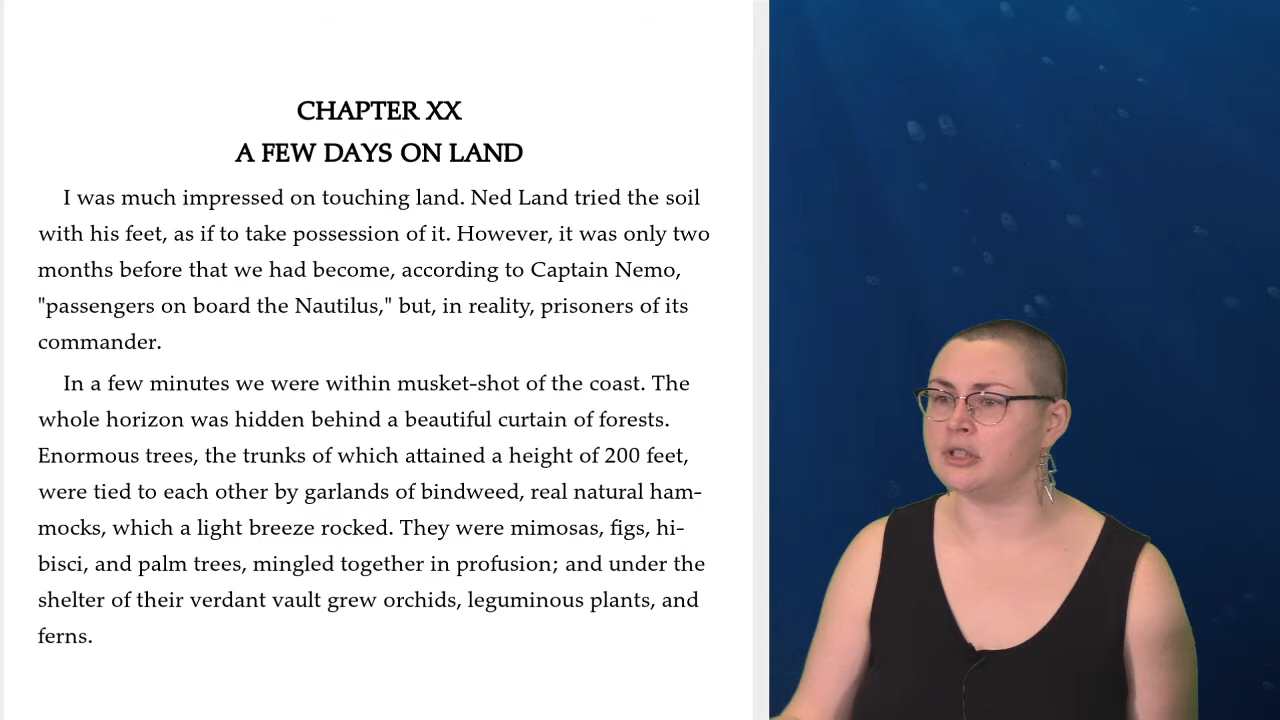 CHAPTER XX
A FEW DAYS ON LAND
I was much impressed on touching land. Ned Land tried the soil
with his feet, as if to take possession of it. However, it was only two
months before that we had become, according to Captain Nemo,
"passengers on board the Nautilus," but, in reality, prisoners of its
commander.
In a few minutes we were within musket-shot of the coast. The
whole horizon was hidden behind a beautiful curtain of forests.
Enormous trees, the trunks of which attained a height of 200 feet,
were tied to each other by garlands of bindweed, real natural ham-
mocks, which a light breeze rocked. They were mimosas, figs, hi-
bisci, and palm trees, mingled together in profusion; and under the
shelter of their verdant vault grew orchids, leguminous plants, and
ferns.